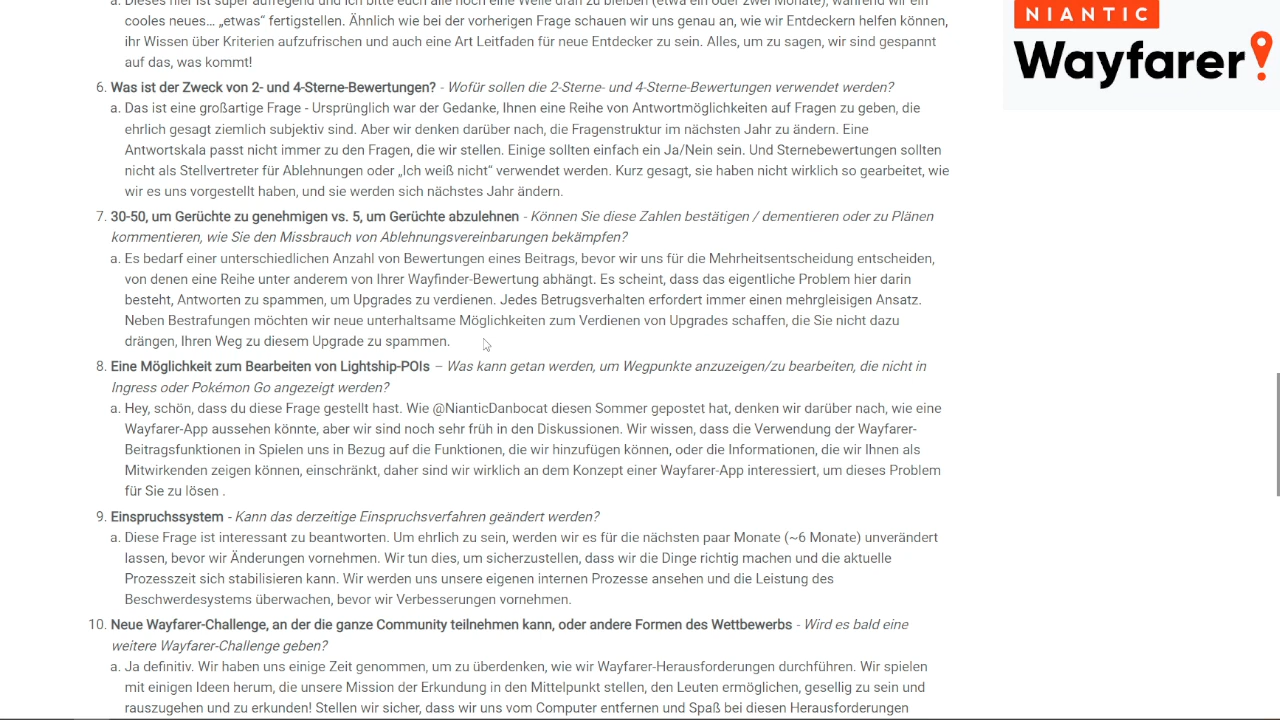 a. Dieses hier ist super aufregend und ich bitte euch alle noch eine Weile dran zu bleiben (etwa ein oder zwei Monate), während wir ein
cooles neues... „etwas“ fertigstellen. Ähnlich wie bei der vorherigen Frage schauen wir uns genau an, wie wir Entdeckern helfen können,
ihr Wissen über Kriterien aufzufrischen und auch eine Art Leitfaden für neue Entdecker zu sein. Alles, um zu sagen, wir sind gespannt
auf das, was kommt!
6. Was ist der Zweck von 2- und 4-Sterne-Bewertungen? - Wofür sollen die 2-Sterne- und 4-Sterne-Bewertungen verwendet werden?
a. Das ist eine großartige Frage - Ursprünglich war der Gedanke, Ihnen eine Reihe von Antwortmöglichkeiten auf Fragen zu geben, die
ehrlich gesagt ziemlich subjektiv sind. Aber wir denken darüber nach, die Fragenstruktur im nächsten Jahr zu ändern. Eine
Antwortskala passt nicht immer zu den Fragen, die wir stellen. Einige sollten einfach ein Ja/Nein sein. Und Sternebewertungen sollten
nicht als Stellvertreter für Ablehnungen oder „Ich weiß nicht“ verwendet werden. Kurz gesagt, sie haben nicht wirklich so gearbeitet, wie
wir es uns vorgestellt haben, und sie werden sich nächstes Jahr ändern.
7. 30-50, um Gerüchte zu genehmigen vs. 5, um Gerüchte abzulehnen - Können Sie diese Zahlen bestätigen / dementieren oder zu Plänen
kommentieren, wie Sie den Missbrauch von Ablehnungsvereinbarungen bekämpfen?
a. Es bedarf einer unterschiedlichen Anzahl von Bewertungen eines Beitrags, bevor wir uns für die Mehrheitsentscheidung entscheiden,
von denen eine Reihe unter anderem von Ihrer Wayfinder-Bewertung abhängt. Es scheint, dass das eigentliche Problem hier darin
besteht, Antworten zu spammen, um Upgrades zu verdienen. Jedes Betrugsverhalten erfordert immer einen mehrgleisigen Ansatz.
Neben Bestrafungen möchten wir neue unterhaltsame Möglichkeiten zum Verdienen von Upgrades schaffen, die Sie nicht dazu
drängen, Ihren Weg zu diesem Upgrade zu spammen.
8. Eine Möglichkeit zum Bearbeiten von Lightship-POIs – Was kann getan werden, um Wegpunkte anzuzeigen/zu bearbeiten, die nicht in
Ingress oder Pokémon Go angezeigt werden?
a. Hey, schön, dass du diese Frage gestellt hast. Wie @NianticDanbocat diesen Sommer gepostet hat, denken wir darüber nach, wie eine
Wayfarer-App aussehen könnte, aber wir sind noch sehr früh in den Diskussionen. Wir wissen, dass die Verwendung der Wayfarer-
Beitragsfunktionen in Spielen uns in Bezug auf die Funktionen, die wir hinzufügen können, oder die Informationen, die wir Ihnen als
Mitwirkenden zeigen können, einschränkt, daher sind wir wirklich an dem Konzept einer Wayfarer-App interessiert, um dieses Problem
für Sie zu lösen .
9. Einspruchssystem - Kann das derzeitige Einspruchsverfahren geändert werden?
a. Diese Frage ist interessant zu beantworten. Um ehrlich zu sein, werden wir es für die nächsten paar Monate (~6 Monate) unverändert
lassen, bevor wir Änderungen vornehmen. Wir tun dies, um sicherzustellen, dass wir die Dinge richtig machen und die aktuelle
Prozesszeit sich stabilisieren kann. Wir werden uns unsere eigenen internen Prozesse ansehen und die Leistung des
Beschwerdesystems überwachen, bevor wir Verbesserungen vornehmen.
10. Neue Wayfarer-Challenge, an der die ganze Community teilnehmen kann, oder andere Formen des Wettbewerbs - Wird es bald eine
weitere Wayfarer-Challenge geben?
a. Ja definitiv. Wir haben uns einige Zeit genommen, um zu überdenken, wie wir Wayfarer-Herausforderungen durchführen. Wir spielen
mit einigen Ideen herum, die unsere Mission der Erkundung in den Mittelpunkt stellen, den Leuten ermöglichen, gesellig zu sein und
rauszugehen und zu erkunden! Stellen wir sicher, dass wir uns vom Computer entfernen und Spaß bei diesen Herausforderungen
NIANTIC
Wayfarer